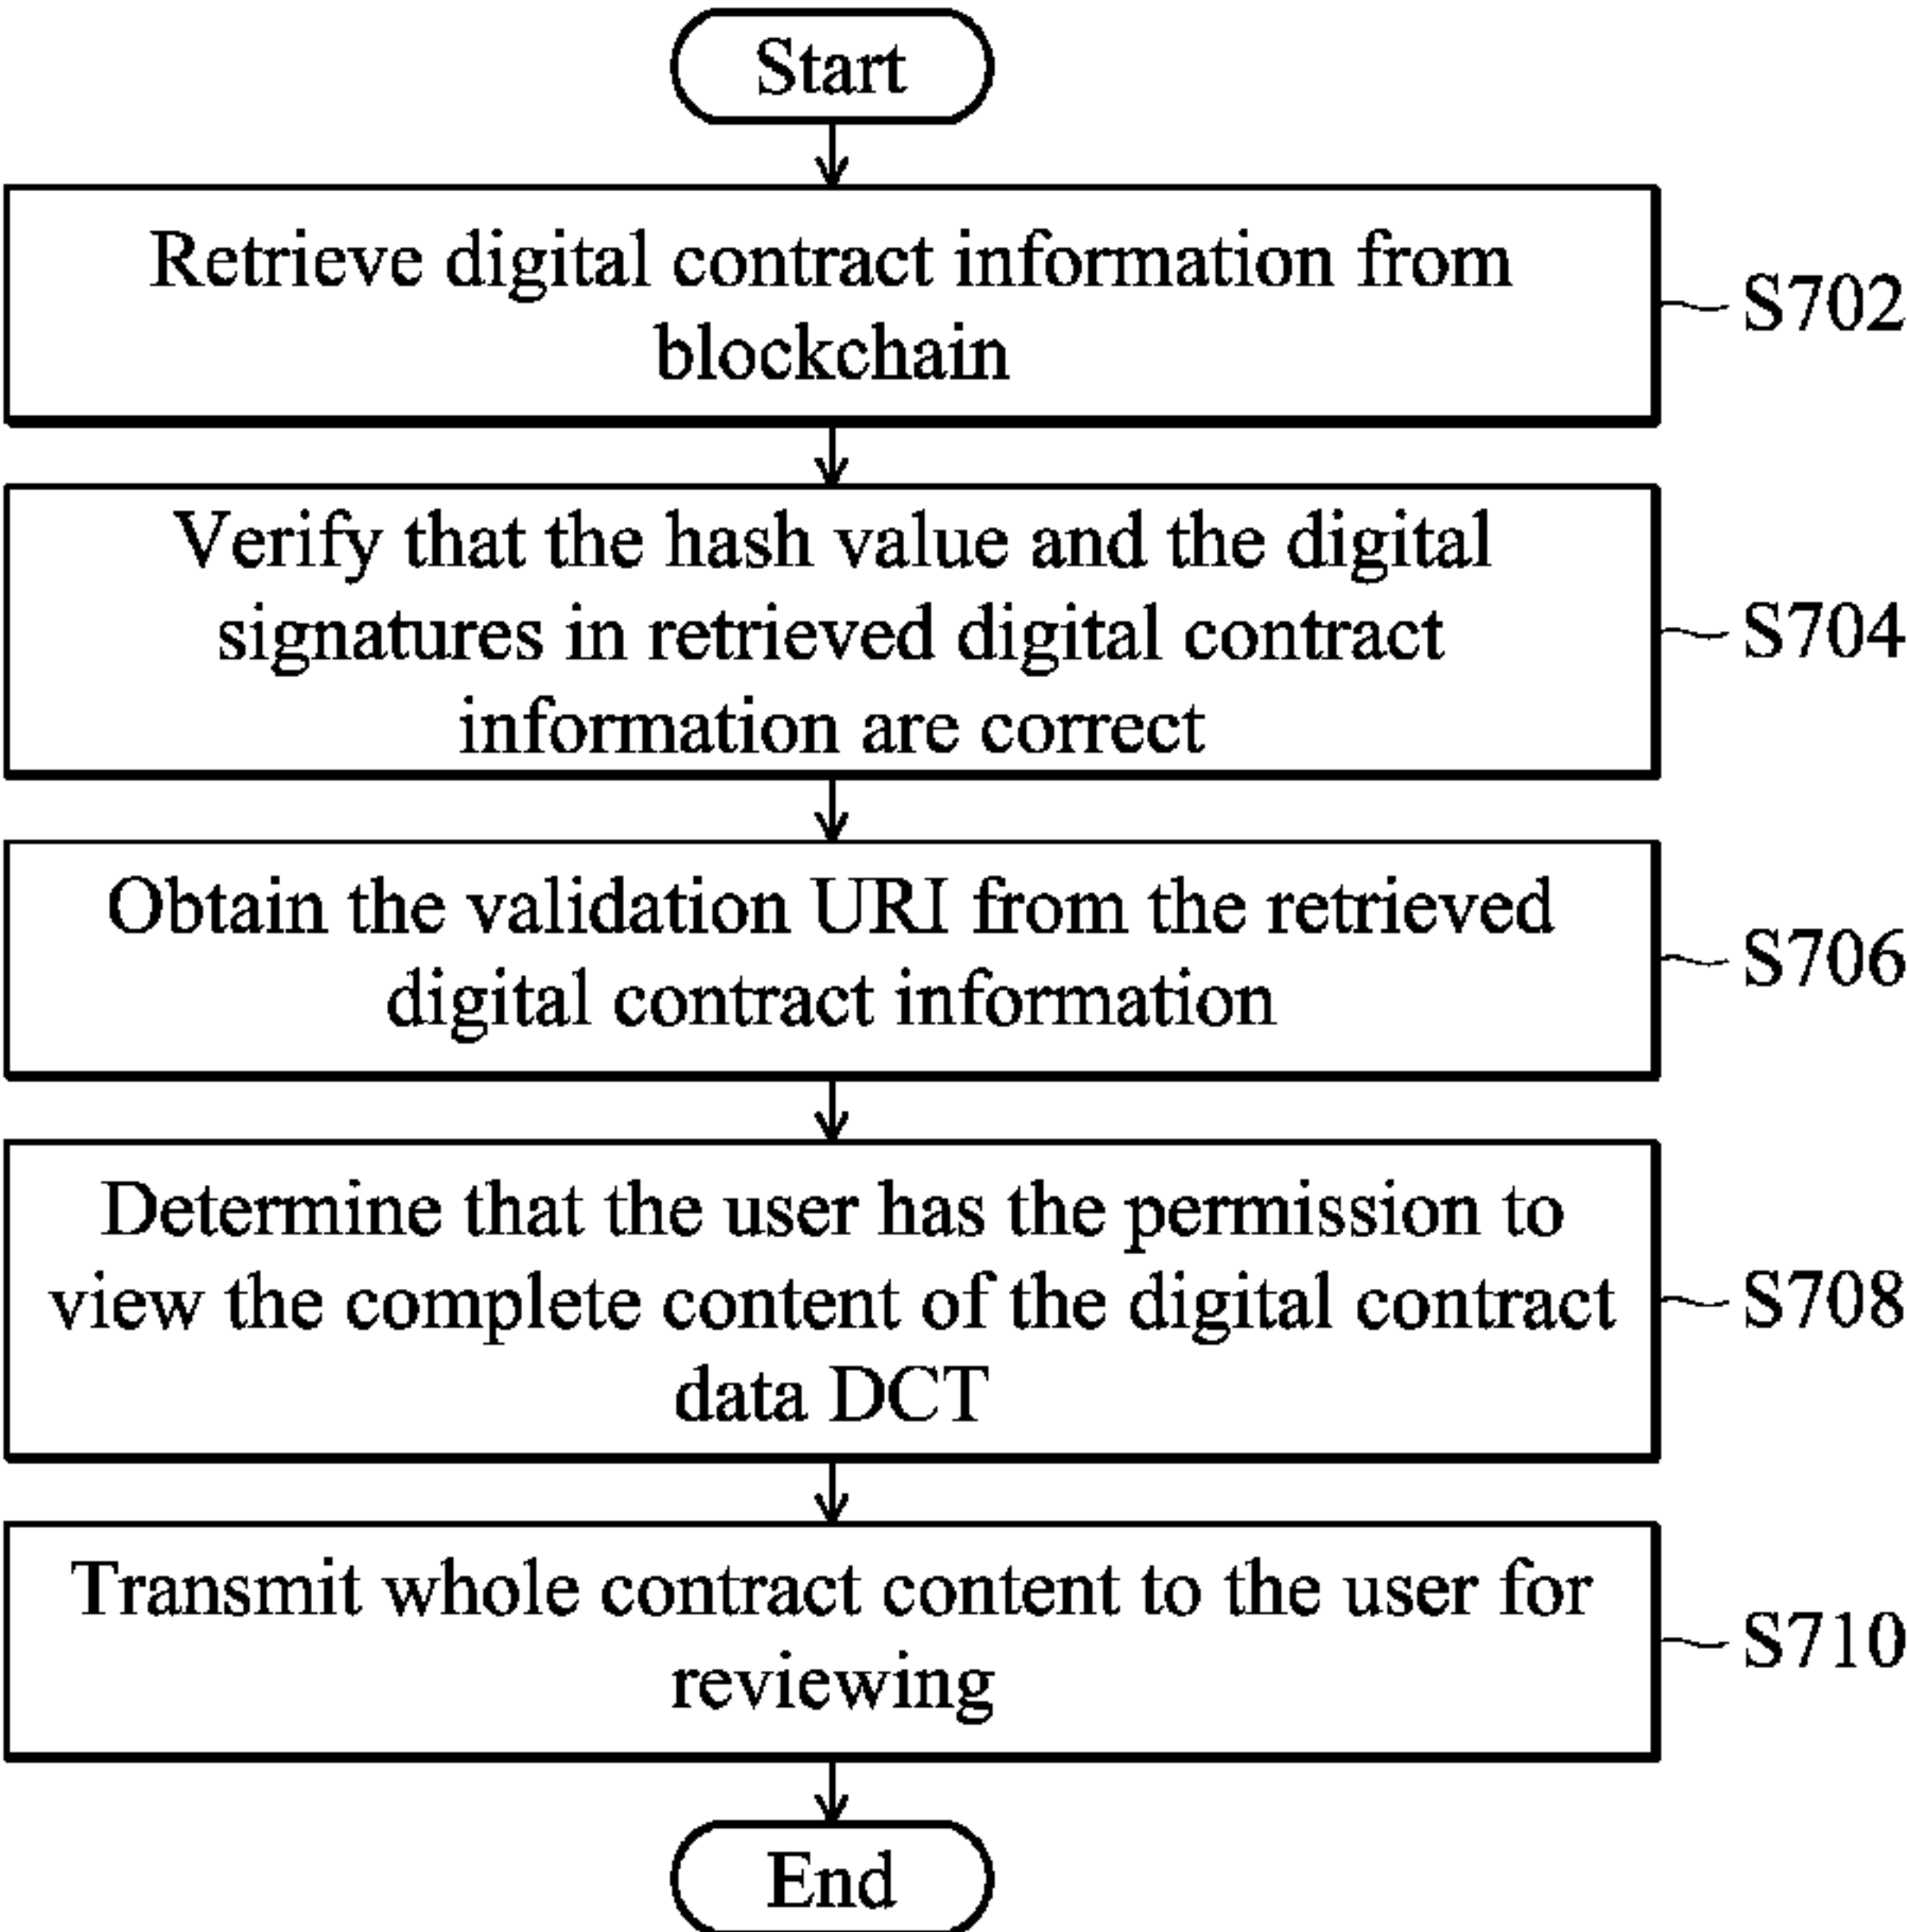 Start
Retrieve digital contract information from
blockchain
S702
Verify that the hash value and the digital
signatures in retrieved digital contract
information are correct
S704
Obtain the validation URI from the retrieved
digital contract information
S706
Determine that the user has the permission to
view the complete content of the digital contract
data DCT
S708
Transmit whole contract content to the user for
reviewing
S710
End